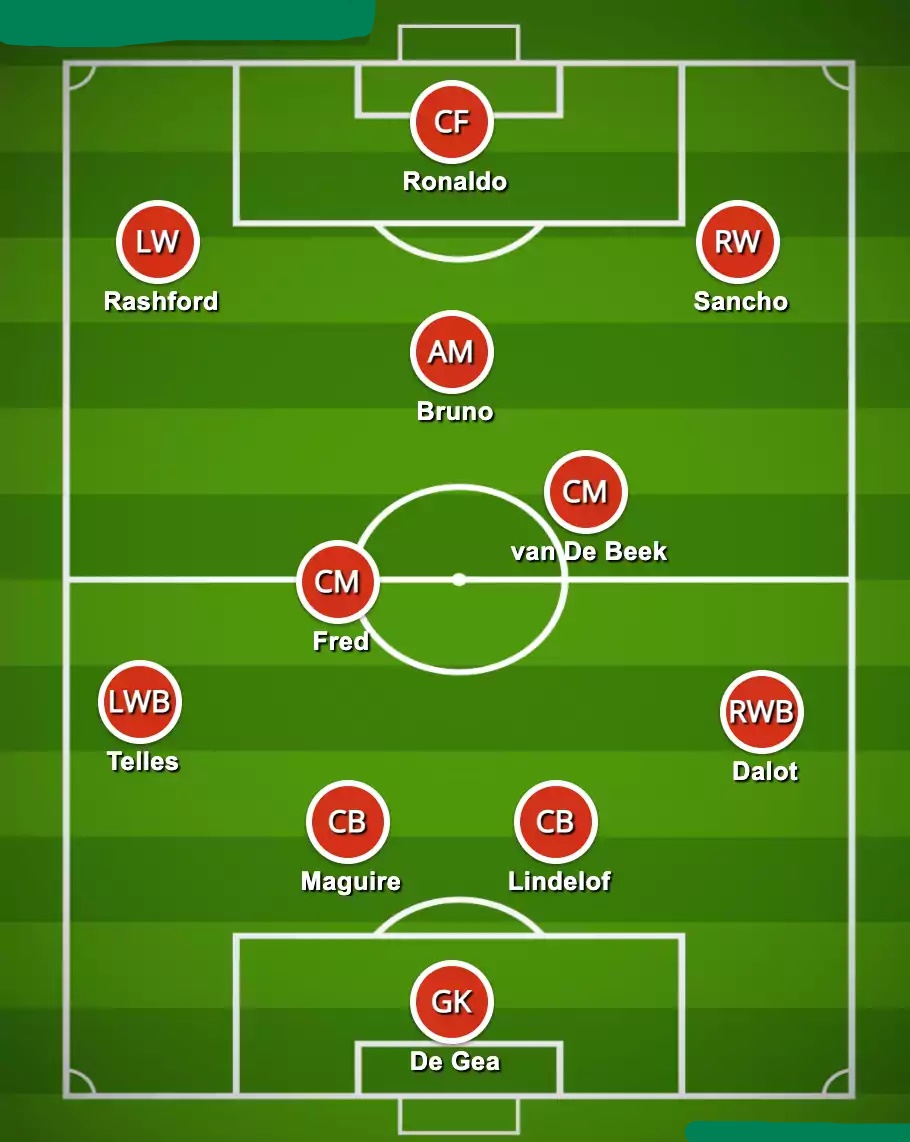 CF
Ronaldo
LW
Rashford
RW
Sancho
AM
Bruno
CM
van De Beek
CM
Fred
LWB
Telles
RWB
Dalot
CB
Maguire
CB
Lindelof
GK
De Gea